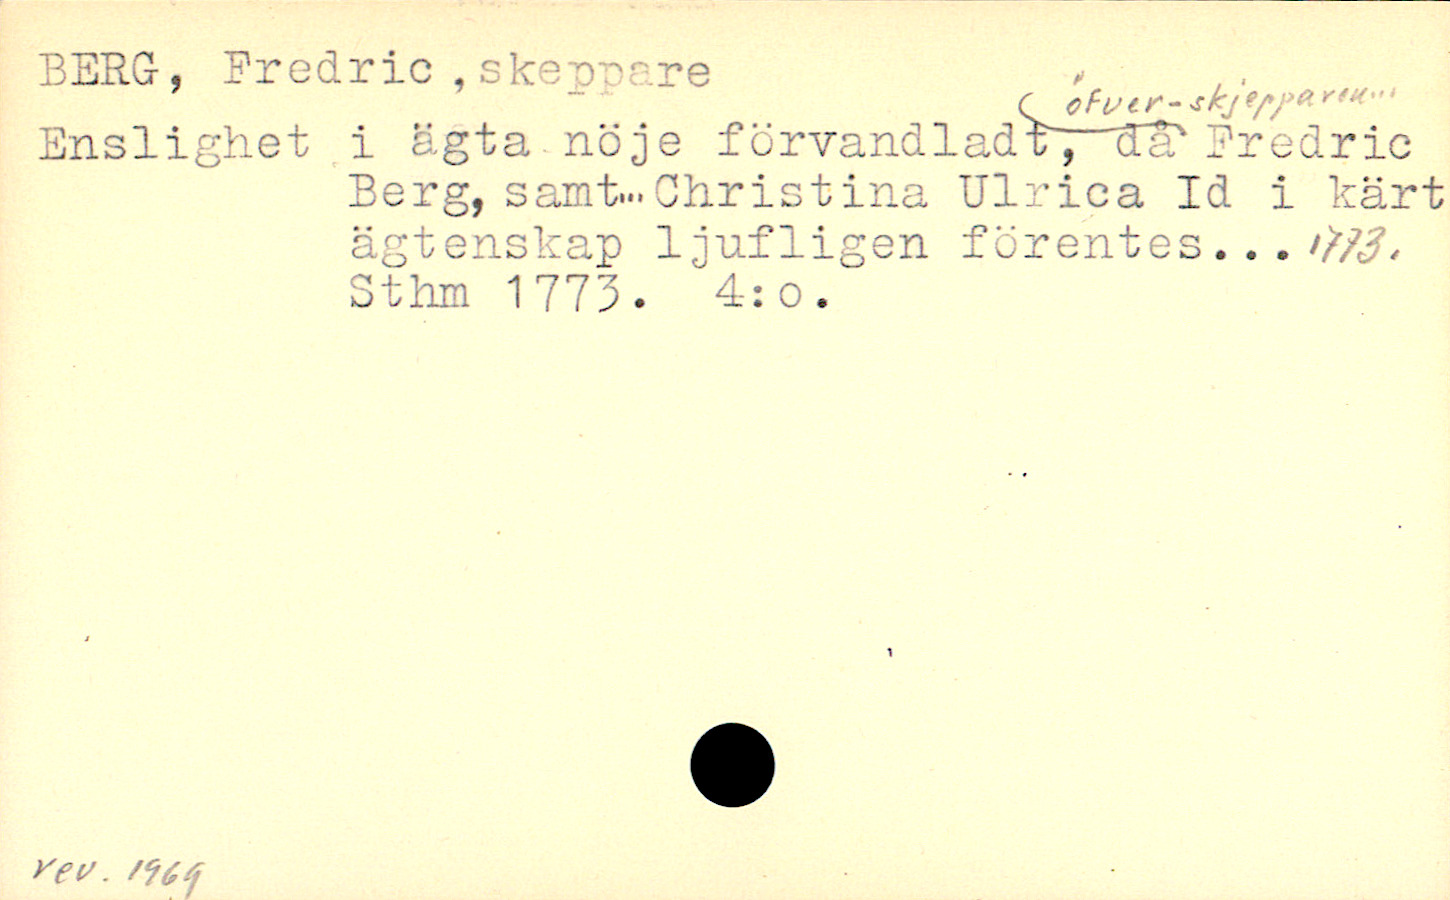 BERG, Fredric, skeppare
öfver-skjepparen...
Enslighet i ägta nöje förvandladt, då Fredric
Berg, samt... Christina Ulrica Id i kärt
ägtenskap ljufligen förentes... 1773.
Sthm 1773. 4:o.
rev. 1969